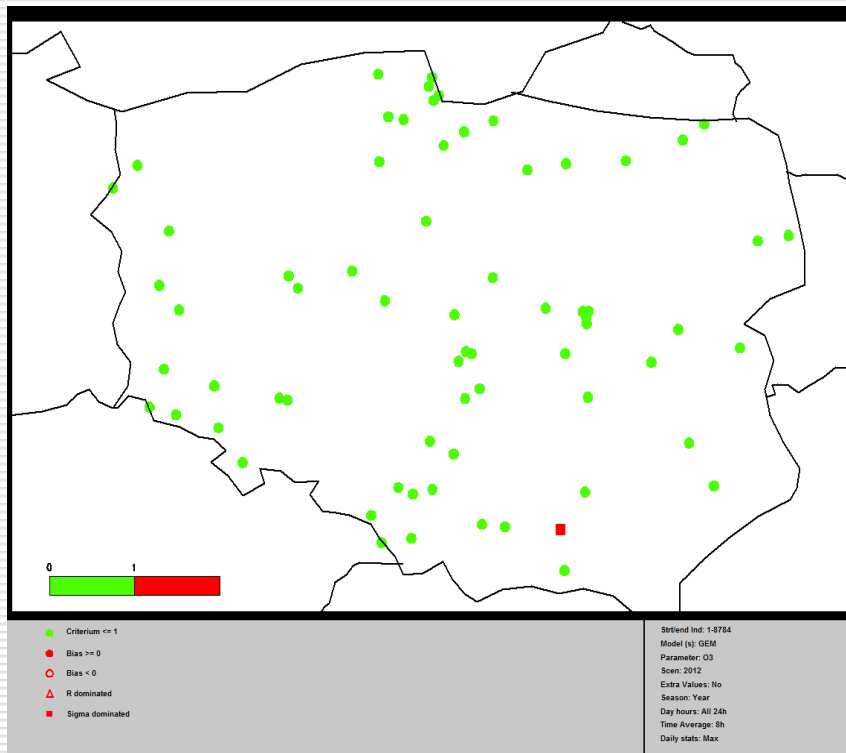 0 1
Criterium <= 1
Bias >= 0
Bias < 0
R dominated
Sigma dominated
Strt/end Ind: 1-8784
Model (s): GEM
Parameter: O3
Scen: 2012
Extra Values: No
Season: Year
Day hours: All 24h
Time Average: 8h
Daily stats: Max